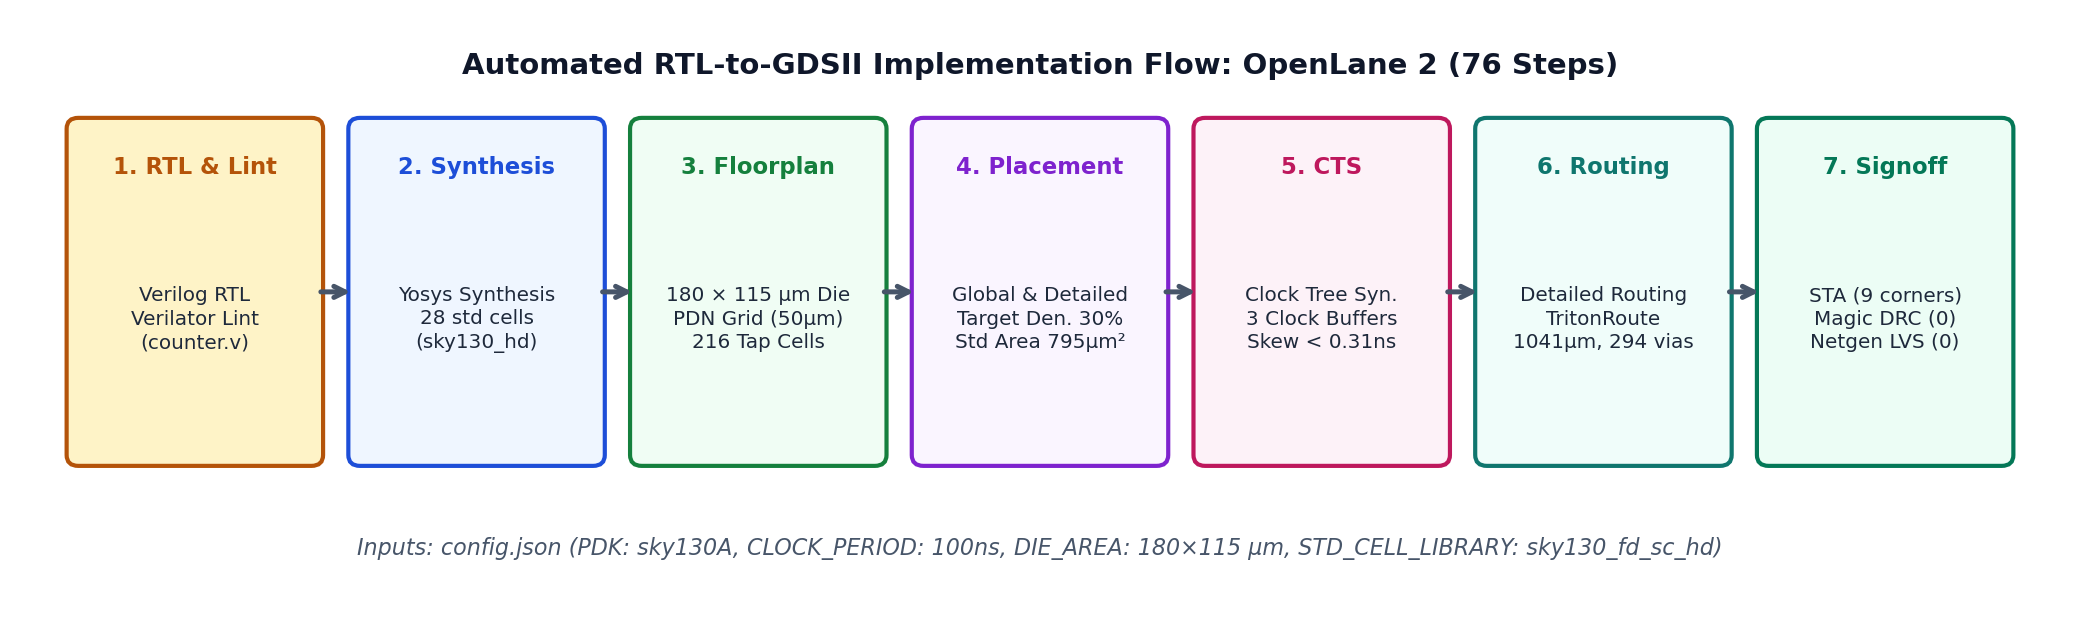 Automated RTL-to-GDSII Implementation Flow: OpenLane 2 (76 Steps)
1. RTL & Lint
Verilog RTL
Verilator Lint
(counter.v)
2. Synthesis
Yosys Synthesis
28 std cells
(sky130_hd)
3. Floorplan
180 × 115 μm Die
PDN Grid (50μm)
216 Tap Cells
4. Placement
Global & Detailed
Target Den. 30%
Std Area 795μm²
5. CTS
Clock Tree Syn.
3 Clock Buffers
Skew < 0.31ns
6. Routing
Detailed Routing
TritonRoute
1041μm, 294 vias
7. Signoff
STA (9 corners)
Magic DRC (0)
Netgen LVS (0)
Inputs: config.json (PDK: sky130A, CLOCK_PERIOD: 100ns, DIE_AREA: 180×115 μm, STD_CELL_LIBRARY: sky130_fd_sc_hd)